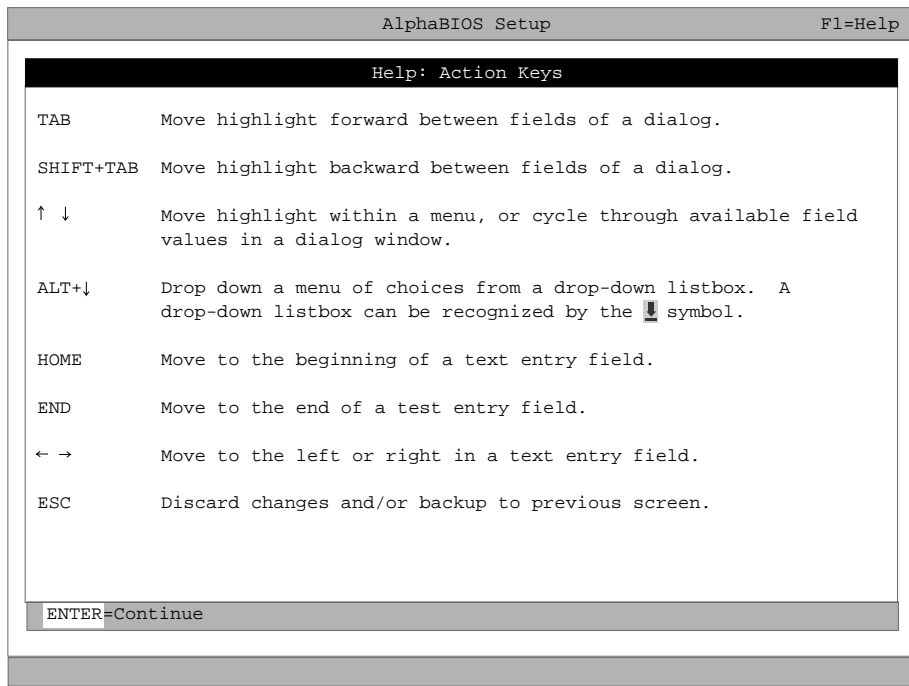 AlphaBIOS Setup F1=Help
Help: Action Keys
TAB Move highlight forward between fields of a dialog.
SHIFT+TAB Move highlight backward between fields of a dialog.
↑ ↓ Move highlight within a menu, or cycle through available field
values in a dialog window.
ALT+↓ Drop down a menu of choices from a drop-down listbox. A
drop-down listbox can be recognized by the ⬇ symbol.
HOME Move to the beginning of a text entry field.
END Move to the end of a test entry field.
← → Move to the left or right in a text entry field.
ESC Discard changes and/or backup to previous screen.
ENTER=Continue